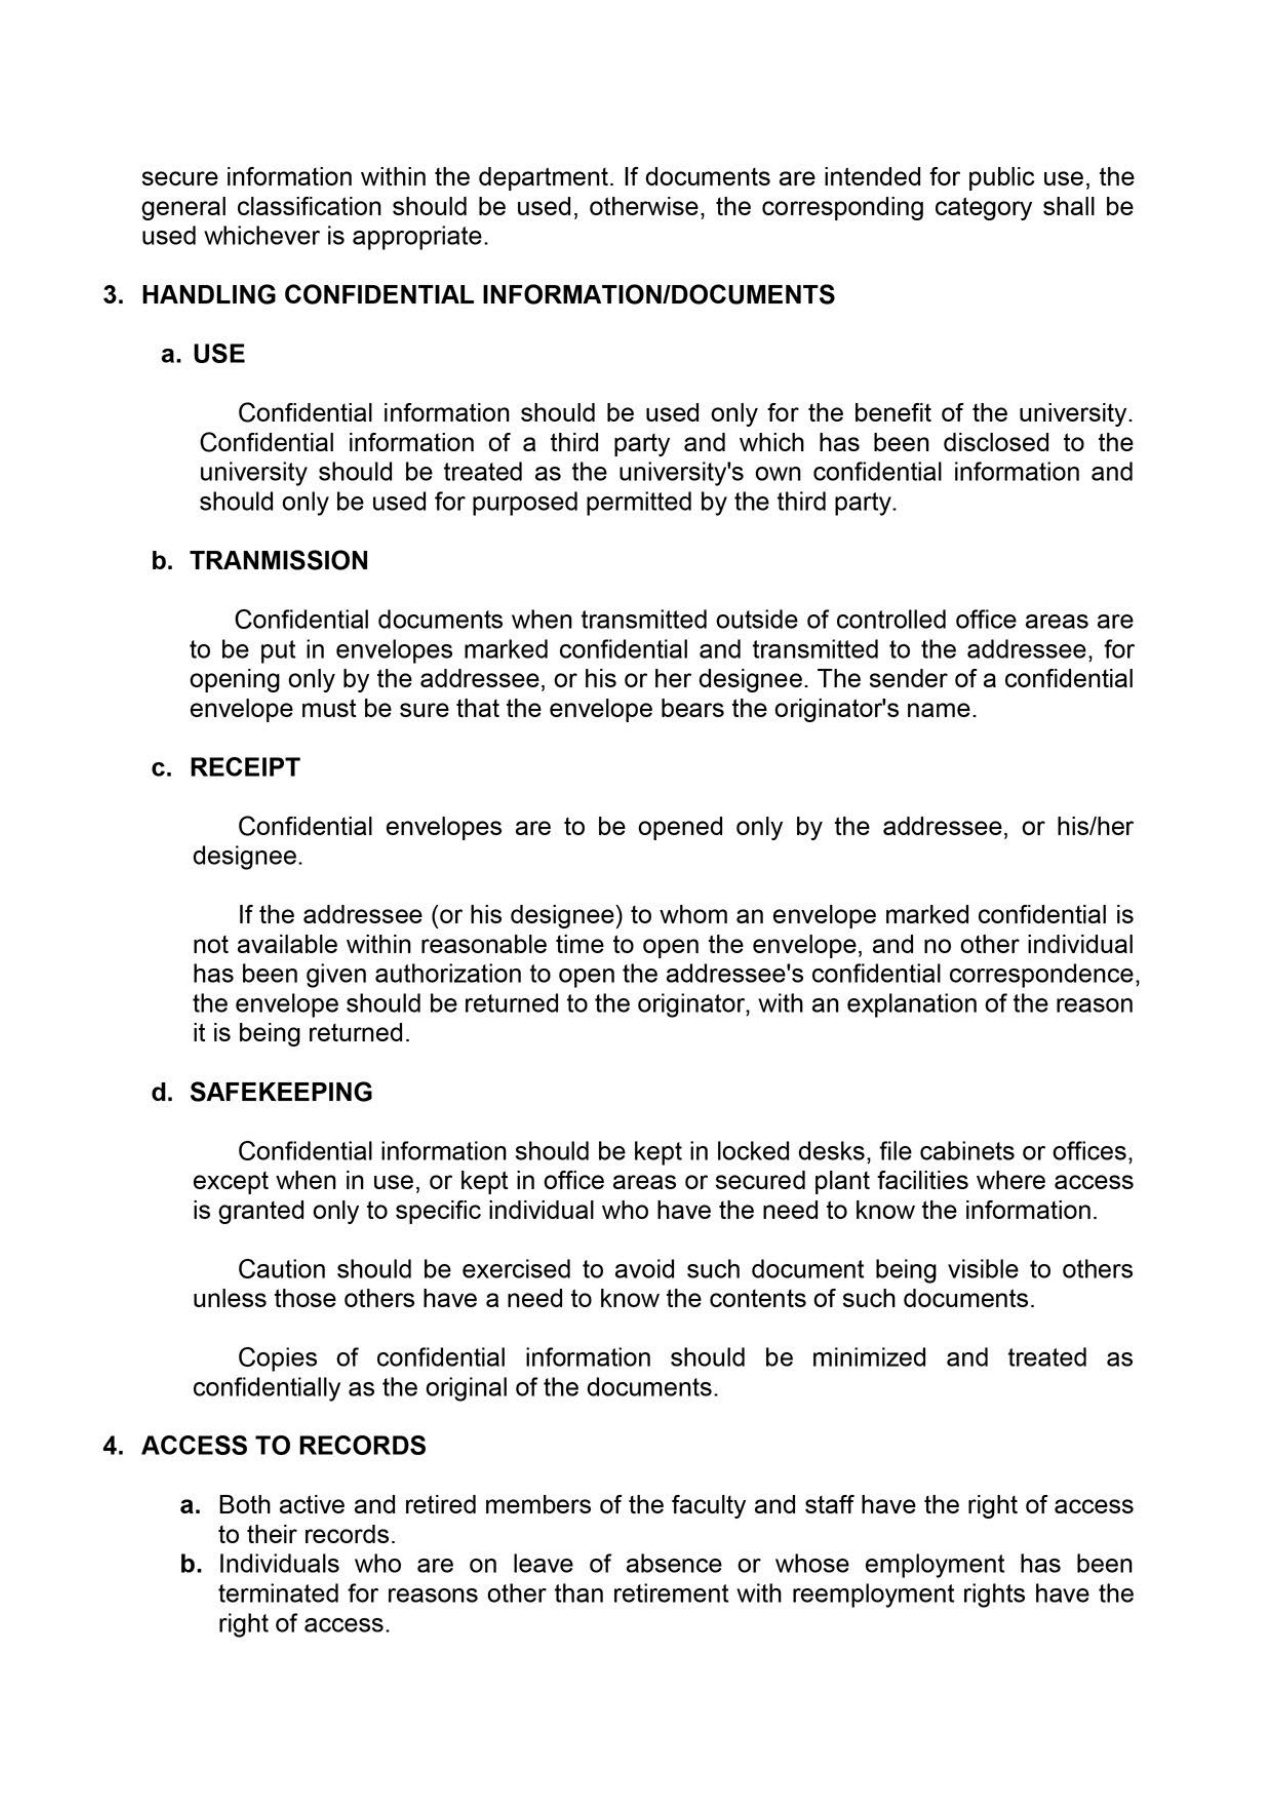 secure information within the department. If documents are intended for public use, the
general classification should be used, otherwise, the corresponding category shall be
used whichever is appropriate.
3. HANDLING CONFIDENTIAL INFORMATION/DOCUMENTS
a. USE
Confidential information should be used only for the benefit of the university.
Confidential information of a third party and which has been disclosed to the
university should be treated as the university's own confidential information and
should only be used for purposed permitted by the third party.
b. TRANMISSION
Confidential documents when transmitted outside of controlled office areas are
to be put in envelopes marked confidential and transmitted to the addressee, for
opening only by the addressee, or his or her designee. The sender of a confidential
envelope must be sure that the envelope bears the originator's name.
c. RECEIPT
Confidential envelopes are to be opened only by the addressee, or his/her
designee.
If the addressee (or his designee) to whom an envelope marked confidential is
not available within reasonable time to open the envelope, and no other individual
has been given authorization to open the addressee's confidential correspondence,
the envelope should be returned to the originator, with an explanation of the reason
it is being returned.
d. SAFEKEEPING
Confidential information should be kept in locked desks, file cabinets or offices,
except when in use, or kept in office areas or secured plant facilities where access
is granted only to specific individual who have the need to know the information.
Caution should be exercised to avoid such document being visible to others
unless those others have a need to know the contents of such documents.
Copies of confidential information should be minimized and treated as
confidentially as the original of the documents.
4. ACCESS TO RECORDS
a. Both active and retired members of the faculty and staff have the right of access
to their records.
b. Individuals who are on leave of absence or whose employment has been
terminated for reasons other than retirement with reemployment rights have the
right of access.